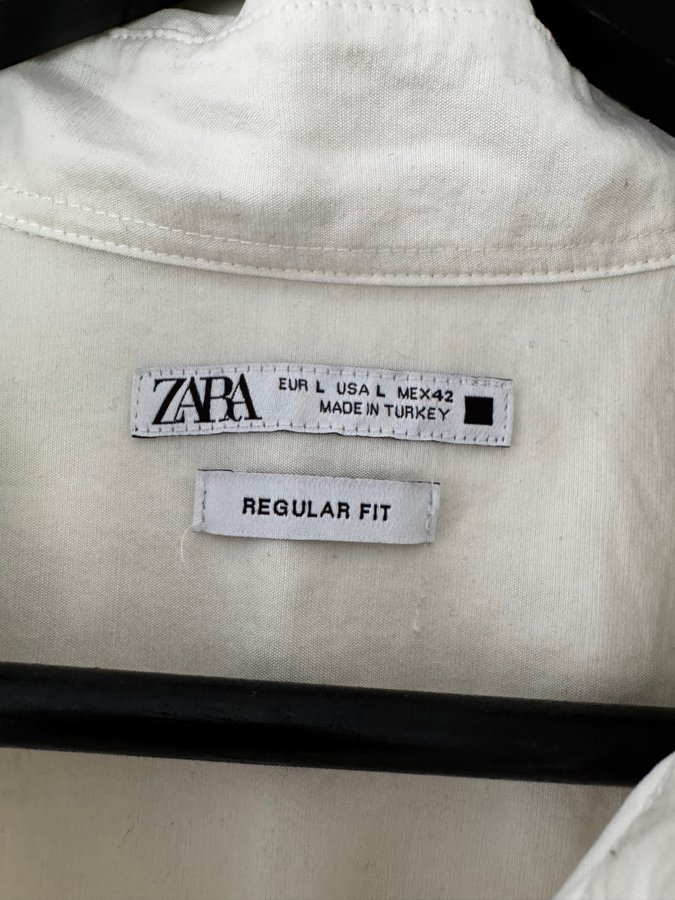 ZARA
EUR L USA L MEX42
MADE IN TURKEY
REGULAR FIT